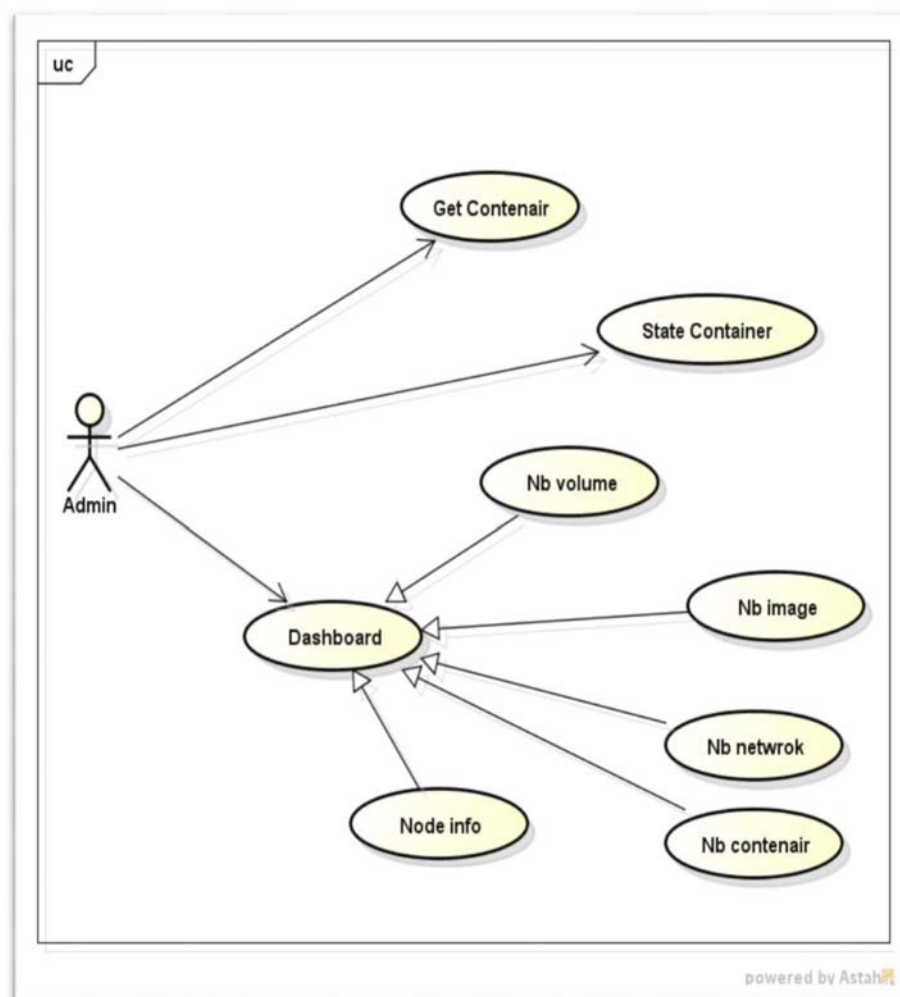 uc
Get Contenair
State Container
Admin
Nb volume
Nb image
Dashboard
Nb netwrok
Node info
Nb contenair
powered by Astah